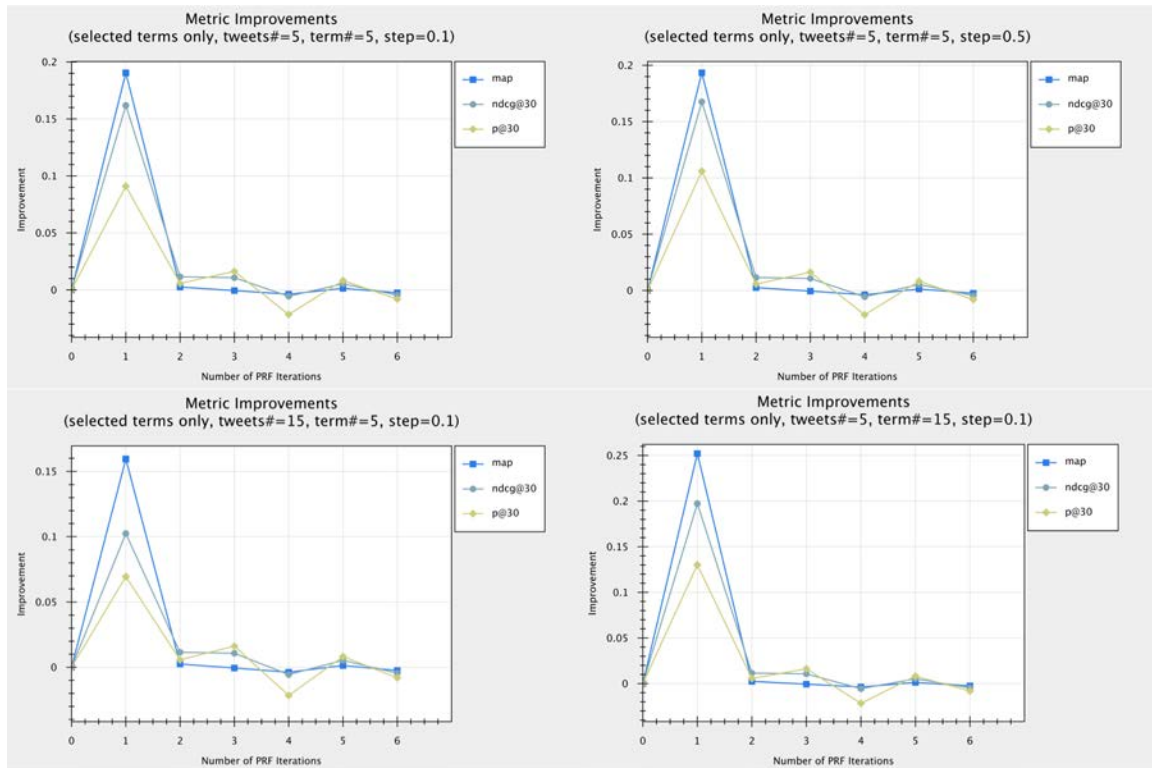 Metric Improvements
(selected terms only, tweets#=5, term#=5, step=0.1)
0.2
0.15
0.1
0.05
0
Improvement
0 1 2 3 4 5 6
Number of PRF Iterations
map
ndcg@30
p@30
Metric Improvements
(selected terms only, tweets#=5, term#=5, step=0.5)
0.2
0.15
0.1
0.05
0
Improvement
0 1 2 3 4 5 6
Number of PRF Iterations
map
ndcg@30
p@30
Metric Improvements
(selected terms only, tweets#=15, term#=5, step=0.1)
0.15
0.1
0.05
0
Improvement
0 1 2 3 4 5 6
Number of PRF Iterations
map
ndcg@30
p@30
Metric Improvements
(selected terms only, tweets#=5, term#=15, step=0.1)
0.25
0.2
0.15
0.1
0.05
0
Improvement
0 1 2 3 4 5 6
Number of PRF Iterations
map
ndcg@30
p@30